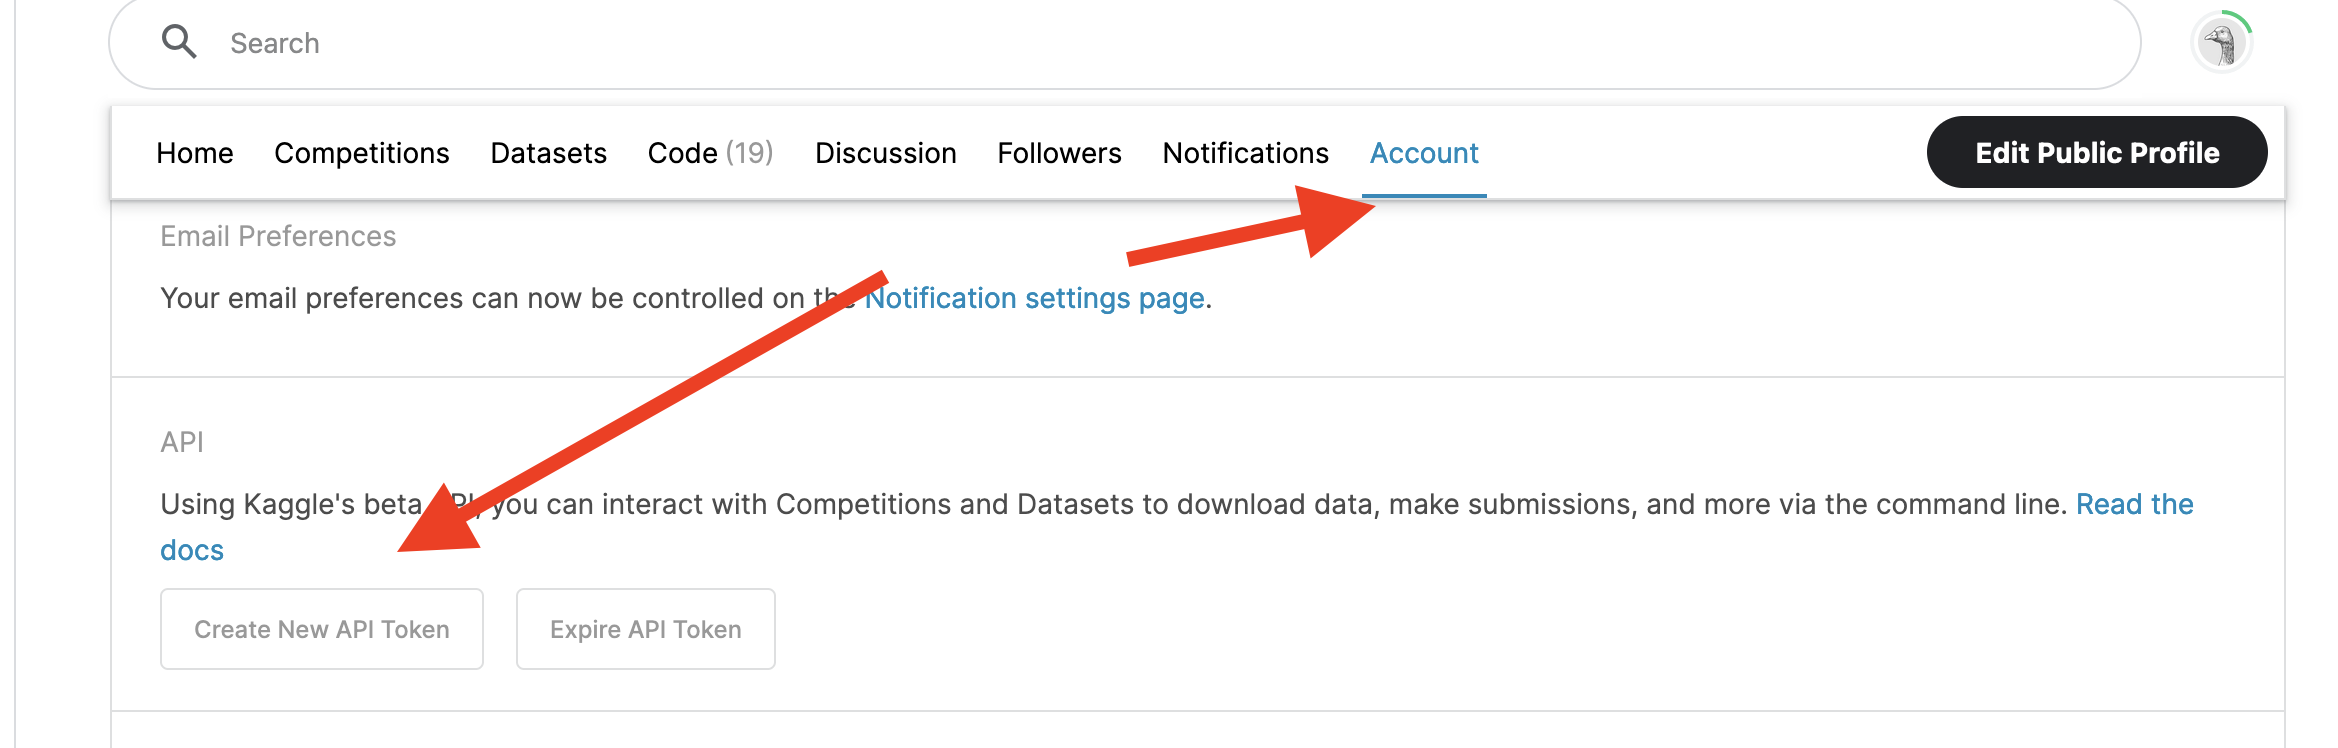 Search
Home Competitions Datasets Code (19) Discussion Followers Notifications Account Edit Public Profile
Email Preferences
Your email preferences can now be controlled on the Notification settings page.
API
Using Kaggle's beta API, you can interact with Competitions and Datasets to download data, make submissions, and more via the command line. Read the
docs
Create New API Token Expire API Token